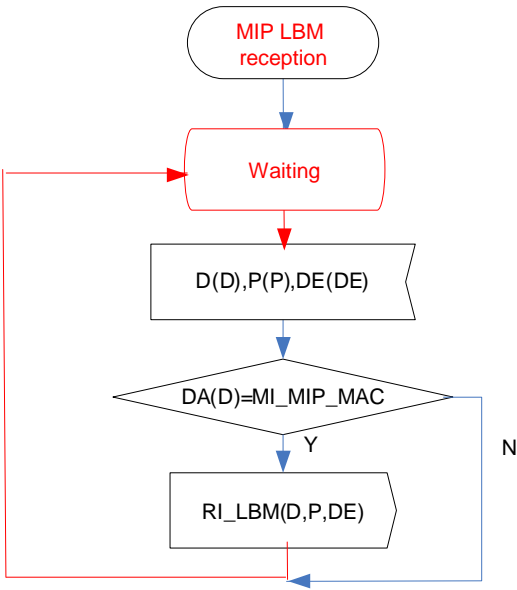 MIP LBM
reception
Waiting
D(D),P(P),DE(DE)
DA(D)=MI_MIP_MAC
Y
N
RI_LBM(D,P,DE)